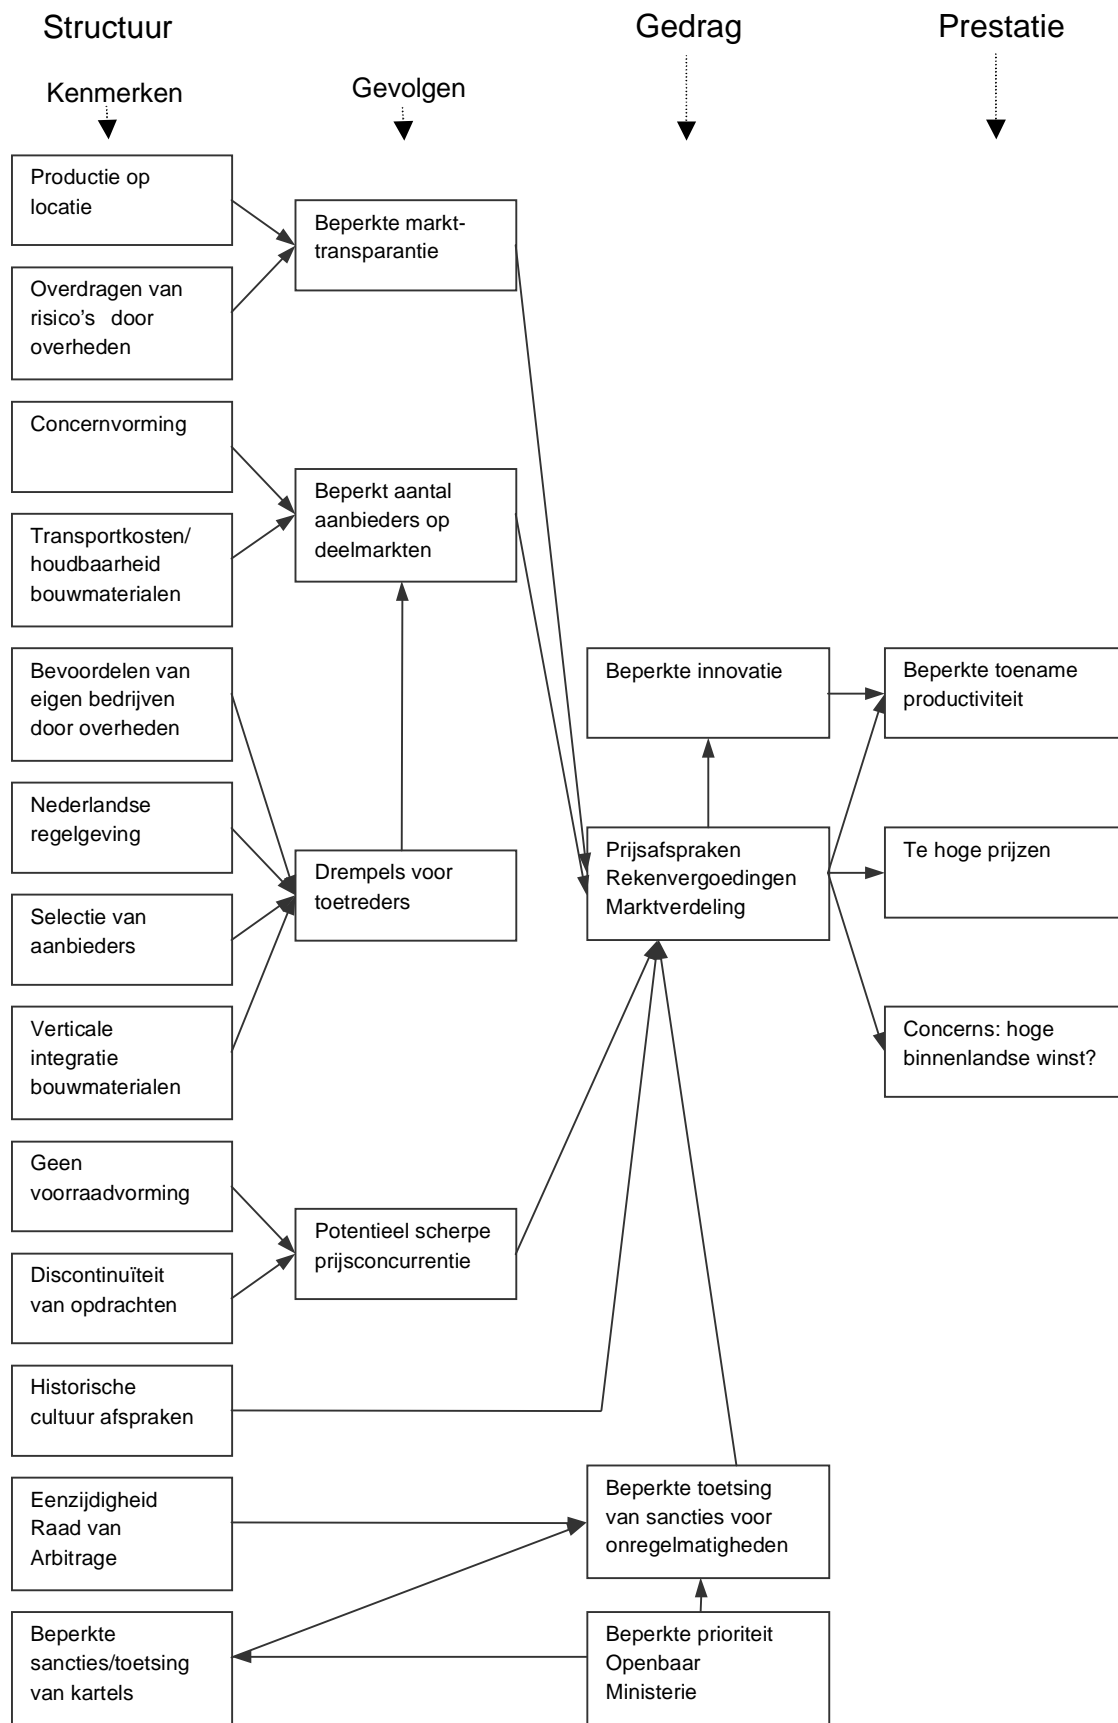 Structuur
Gedrag
Prestatie
Kenmerken
Gevolgen
Productie op
locatie
Beperkte markt-
transparantie
Overdragen van
risico's door
overheden
Concernvorming
Beperkt aantal
aanbieders op
deelmarkten
Transportkosten/
houdbaarheid
bouwmaterialen
Bevoordelen van
eigen bedrijven
door overheden
Beperkte innovatie
Beperkte toename
productiviteit
Nederlandse
regelgeving
Drempels voor
toetreders
Prijsafspraken
Rekenvergoedingen
Marktverdeling
Te hoge prijzen
Selectie van
aanbieders
Verticale
integratie
bouwmaterialen
Concerns: hoge
binnenlandse winst?
Geen
voorraadvorming
Potentieel scherpe
prijsconcurrentie
Discontinuïteit
van opdrachten
Historische
cultuur afspraken
Eenzijdigheid
Raad van
Arbitrage
Beperkte toetsing
van sancties voor
onregelmatigheden
Beperkte
sancties/toetsing
van kartels
Beperkte prioriteit
Openbaar
Ministerie